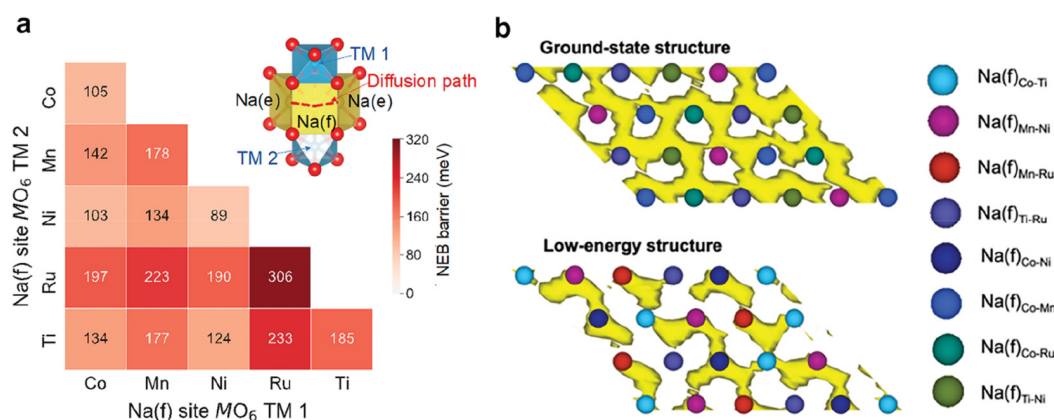 a
TM 1
Diffusion path
Na(e)
Na(e)
Na(f)
TM 2
Na(f) site MO6 TM 2
Co
105
Mn
142 178
Ni
103 134 89
Ru
197 223 190 306
Ti
134 177 124 233 185
Co Mn Ni Ru Ti
Na(f) site MO6 TM 1
320
240
160
80
0
NEB barrier (meV)
b
Ground-state structure
Low-energy structure
Na(f)Co-Ti
Na(f)Mn-Ni
Na(f)Mn-Ru
Na(f)Ti-Ru
Na(f)Co-Ni
Na(f)Co-Mn
Na(f)Co-Ru
Na(f)Ti-Ni